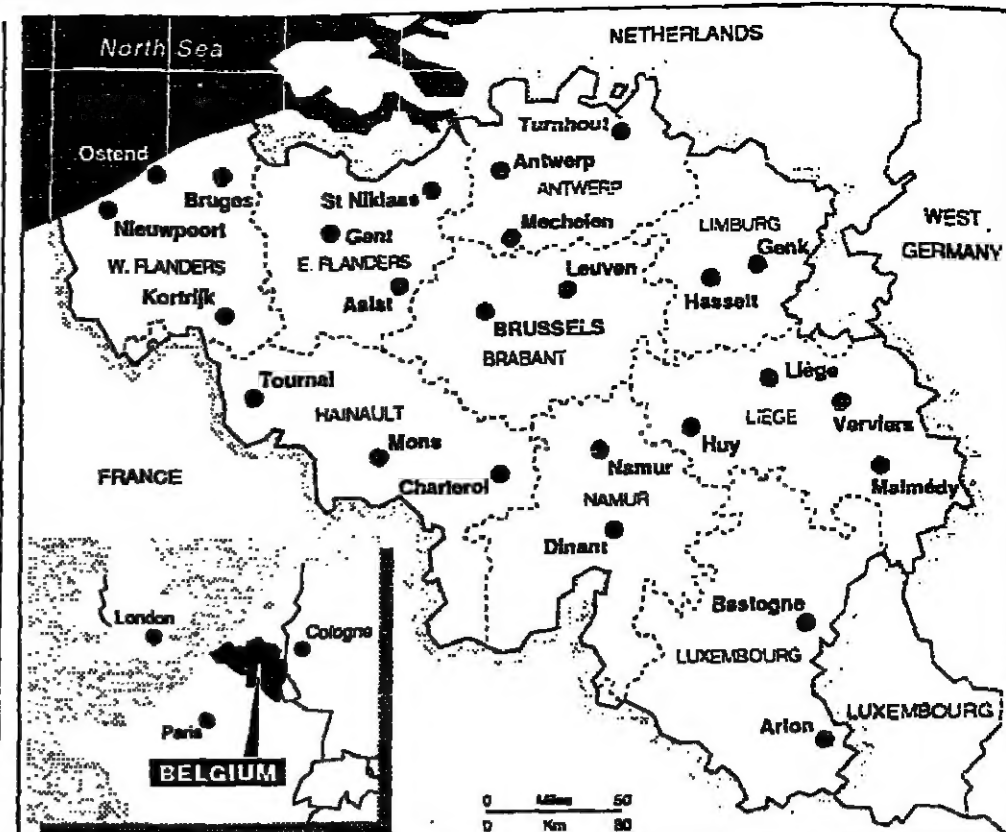 North Sea
NETHERLANDS
Turnhout
Ostend
Antwerp
ANTWERP
Bruges
St Niklaas
Nieuwpoort
Gent
Mechelen
LIMBURG
WEST
GERMANY
W. FLANDERS
E. FLANDERS
Leuven
Genk
Kortrijk
Aalst
Hasselt
BRUSSELS
BRABANT
Tournai
Liège
HAINAULT
LIEGE
Verviers
Mons
Huy
FRANCE
Charleroi
Namur
Malmédy
NAMUR
Dinant
Bastogne
London
Cologne
LUXEMBOURG
Paris
Arlon
LUXEMBOURG
BELGIUM
0 Miles 50
0 Km 80